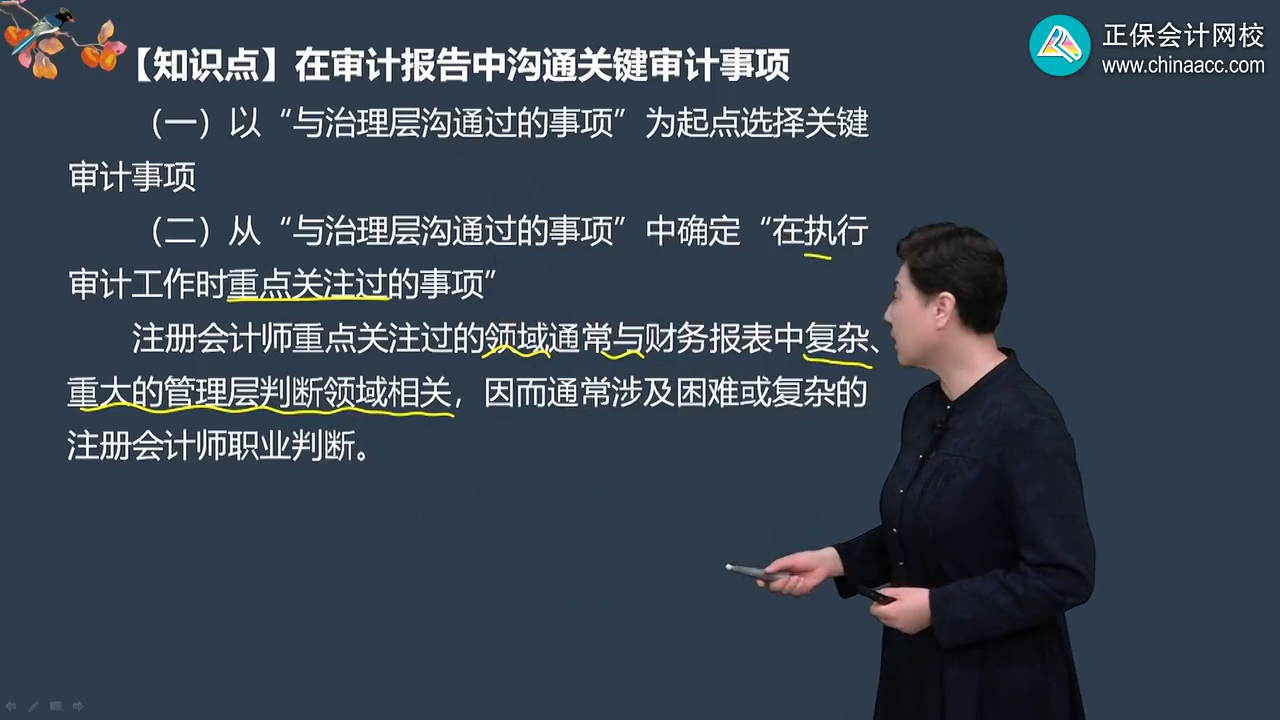 正保会计网校
www.chinaacc.com
【知识点】在审计报告中沟通关键审计事项
（一）以“与治理层沟通过的事项”为起点选择关键
审计事项
（二）从“与治理层沟通过的事项”中确定“在执行
审计工作时重点关注过的事项”
注册会计师重点关注过的领域通常与财务报表中复杂、
重大的管理层判断领域相关，因而通常涉及困难或复杂的
注册会计师职业判断。